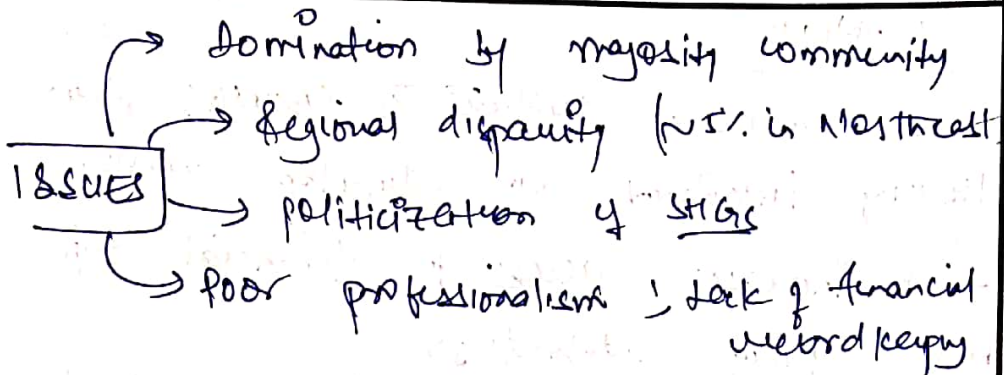 Domination by majority community
Regional disparity (~5% in Northeast
ISSUES
politicization of SHGs
Poor professionalism ; Lack of financial
record keeping